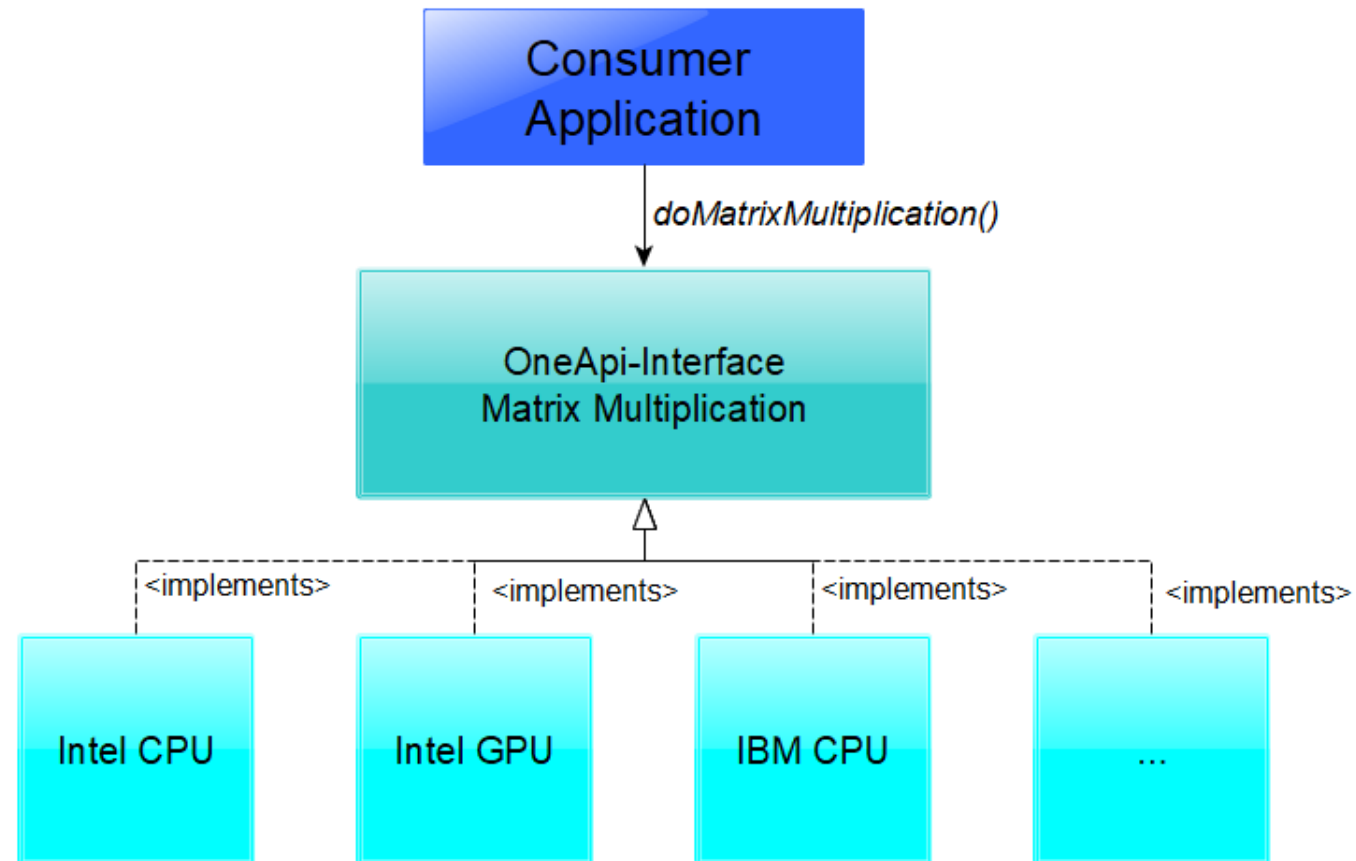 Consumer
Application
doMatrixMultiplication()
OneApi-Interface
Matrix Multiplication
<implements>
<implements>
<implements>
<implements>
Intel CPU
Intel GPU
IBM CPU
...